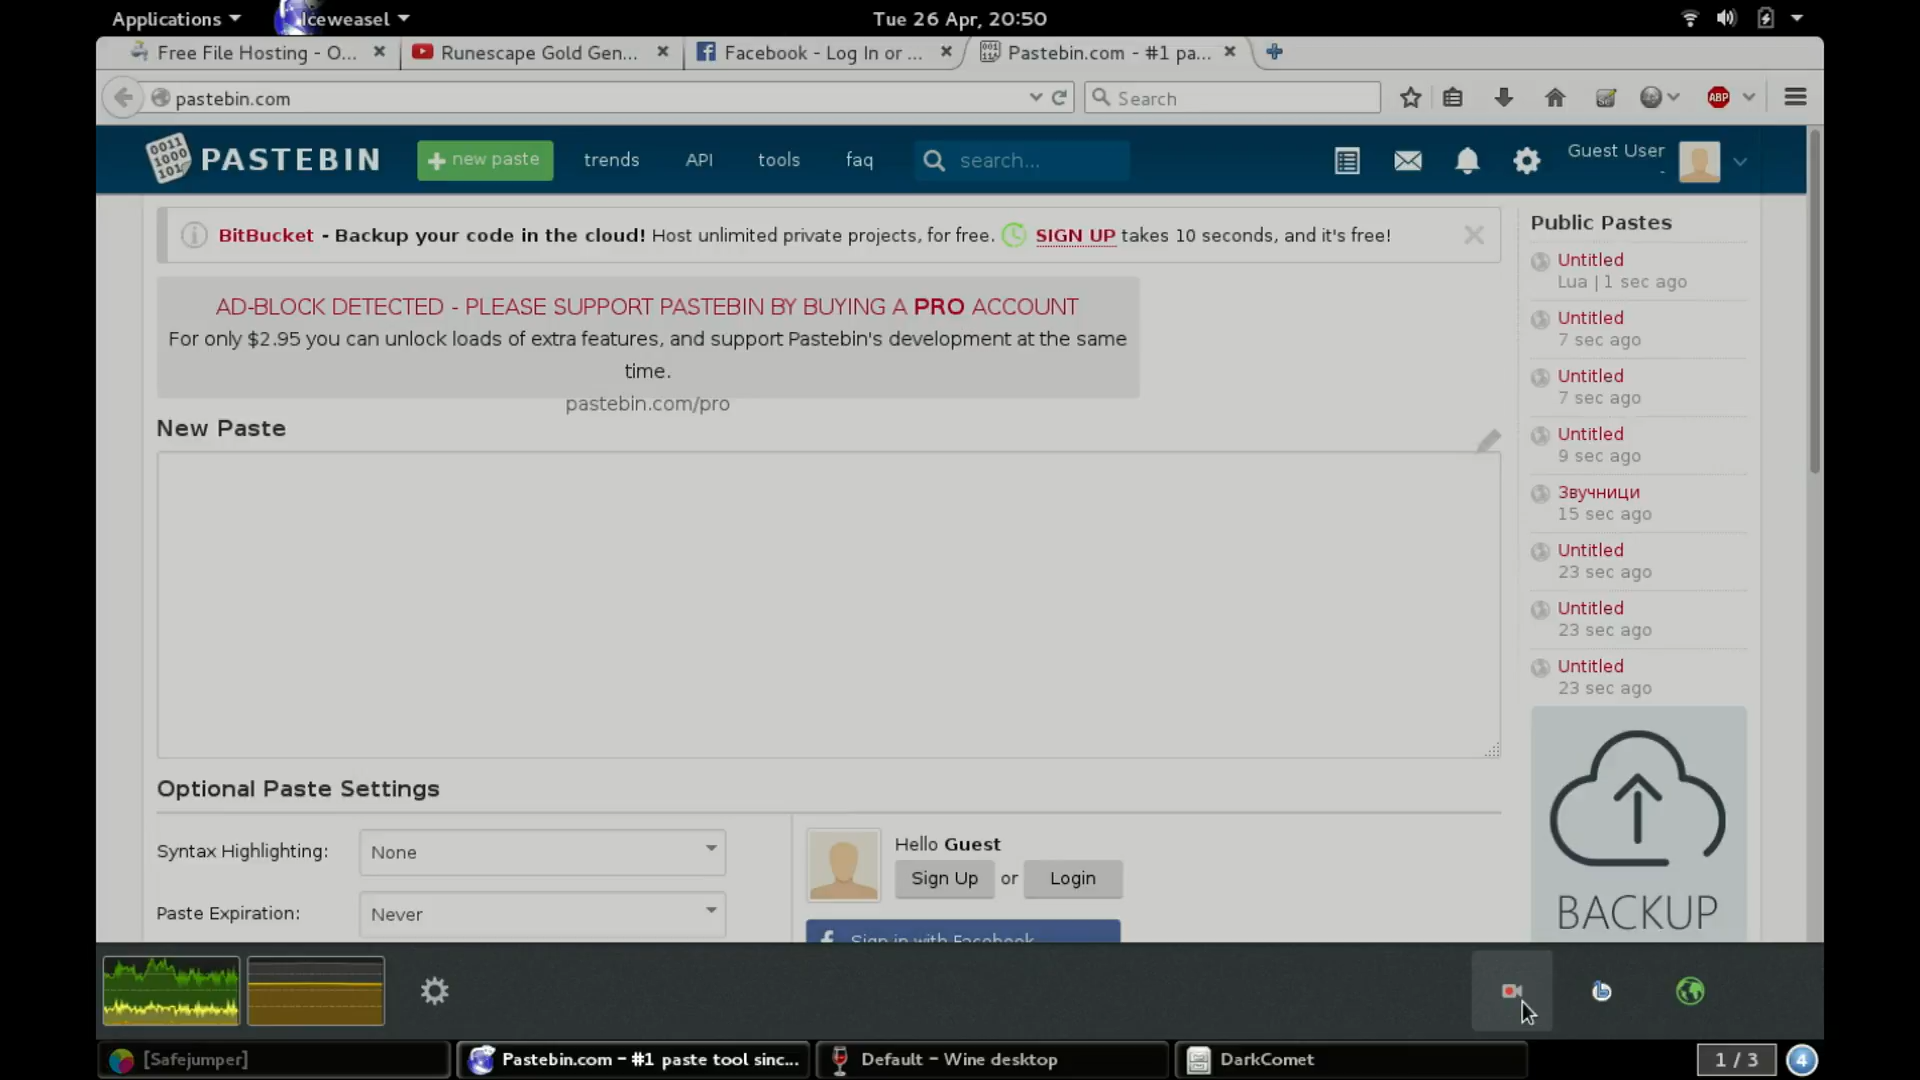 Applications
Iceweasel
Tue 26 Apr, 20:50
Free File Hosting - O...
Runescape Gold Gen...
Facebook - Log In or ...
Pastebin.com - #1 pa...
pastebin.com
Search
ABP
0011
1000
101
PASTEBIN
new paste
trends
API
tools
faq
search...
Guest User
-
BitBucket - Backup your code in the cloud! Host unlimited private projects, for free. SIGN UP takes 10 seconds, and it's free!
AD-BLOCK DETECTED - PLEASE SUPPORT PASTEBIN BY BUYING A PRO ACCOUNT
For only $2.95 you can unlock loads of extra features, and support Pastebin's development at the same
time.
pastebin.com/pro
New Paste
Optional Paste Settings
Syntax Highlighting:
None
Paste Expiration:
Never
Hello Guest
Sign Up or Login
Sign in with Facebook
Public Pastes
Untitled
Lua | 1 sec ago
Untitled
7 sec ago
Untitled
7 sec ago
Untitled
9 sec ago
Звучници
15 sec ago
Untitled
23 sec ago
Untitled
23 sec ago
Untitled
23 sec ago
BACKUP
[Safejumper]
Pastebin.com – #1 paste tool sinc...
Default – Wine desktop
DarkComet
1 / 3
4